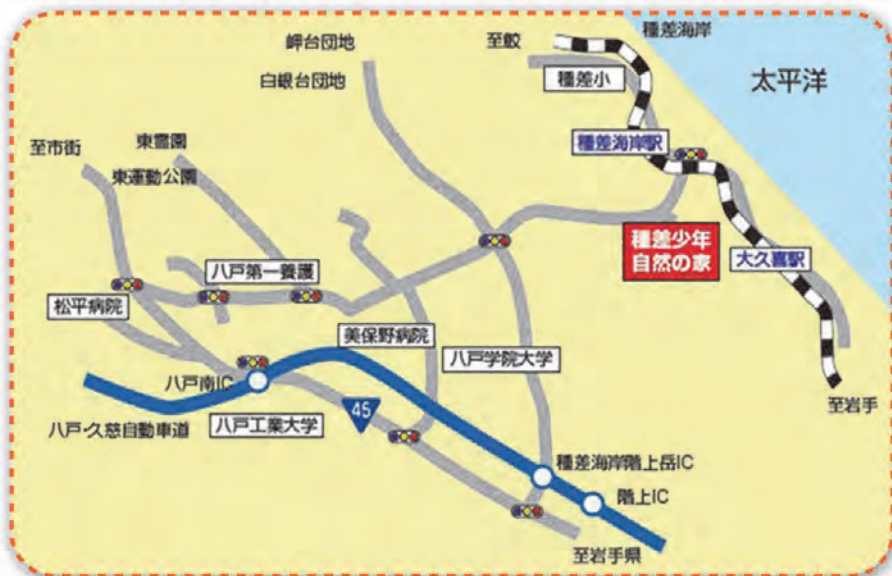 種差海岸
岬台団地
至鮫
白銀台団地
種差小
太平洋
東霊園
至市街
種差海岸駅
東運動公園
種差少年
自然の家
大久喜駅
八戸第一養護
松平病院
美保野病院
八戸学院大学
八戸南IC
45
八戸・久慈自動車道
八戸工業大学
至岩手
種差海岸階上岳IC
階上IC
至岩手県